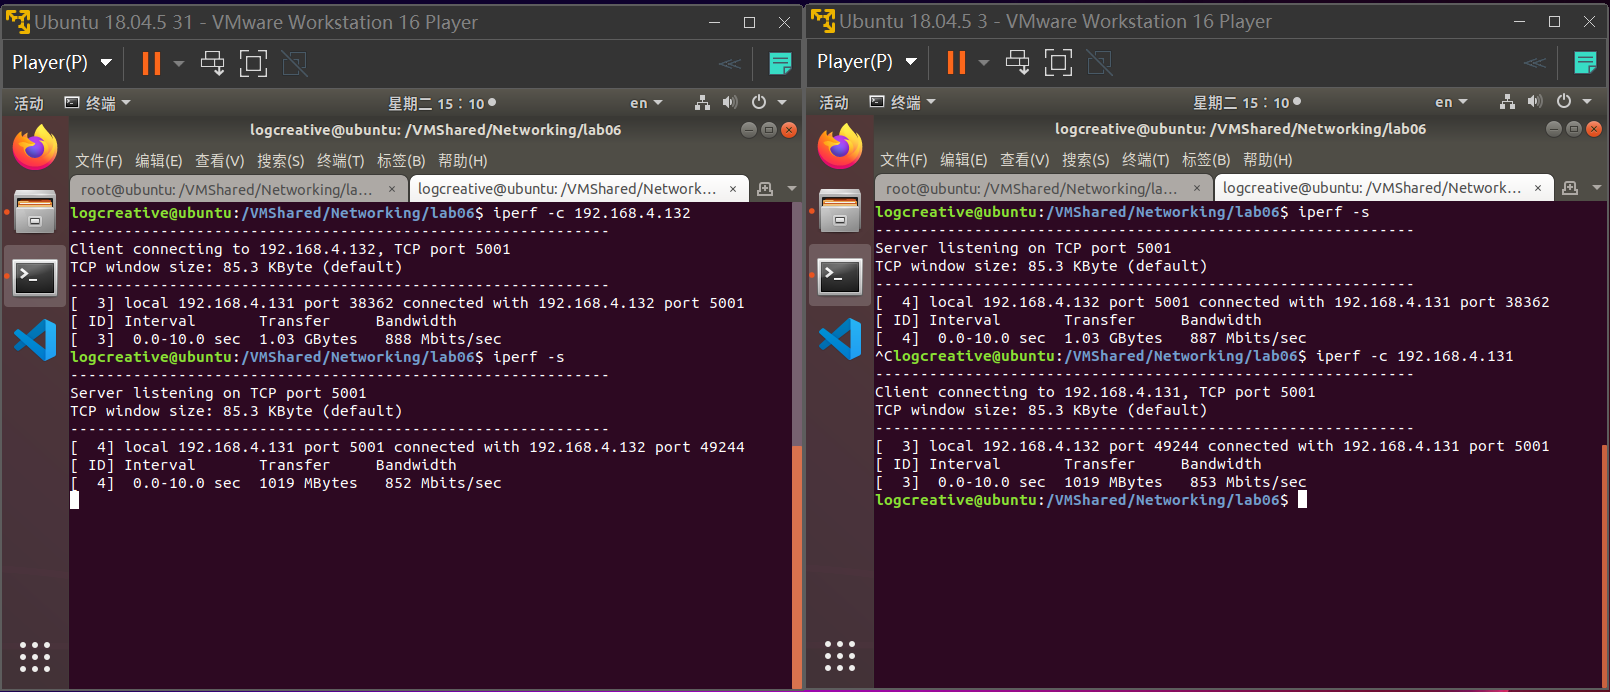 Ubuntu 18.04.5 31 - VMware Workstation 16 Player
Player(P)
活动 终端 星期二 15：10 en
logcreative@ubuntu: /VMShared/Networking/lab06
文件(F) 编辑(E) 查看(V) 搜索(S) 终端(T) 标签(B) 帮助(H)
root@ubuntu: /VMShared/Networking/la... × logcreative@ubuntu: /VMShared/Network... ×
logcreative@ubuntu:/VMShared/Networking/lab06$ iperf -c 192.168.4.132
------------------------------------------------------------
Client connecting to 192.168.4.132, TCP port 5001
TCP window size: 85.3 KByte (default)
------------------------------------------------------------
[  3] local 192.168.4.131 port 38362 connected with 192.168.4.132 port 5001
[ ID] Interval       Transfer     Bandwidth
[  3]  0.0-10.0 sec  1.03 GBytes   888 Mbits/sec
logcreative@ubuntu:/VMShared/Networking/lab06$ iperf -s
------------------------------------------------------------
Server listening on TCP port 5001
TCP window size: 85.3 KByte (default)
------------------------------------------------------------
[  4] local 192.168.4.131 port 5001 connected with 192.168.4.132 port 49244
[ ID] Interval       Transfer     Bandwidth
[  4]  0.0-10.0 sec  1019 MBytes   852 Mbits/sec
Ubuntu 18.04.5 3 - VMware Workstation 16 Player
Player(P)
活动 终端 星期二 15：10 en
logcreative@ubuntu: /VMShared/Networking/lab06
文件(F) 编辑(E) 查看(V) 搜索(S) 终端(T) 标签(B) 帮助(H)
root@ubuntu: /VMShared/Networking/la... × logcreative@ubuntu: /VMShared/Network... ×
logcreative@ubuntu:/VMShared/Networking/lab06$ iperf -s
------------------------------------------------------------
Server listening on TCP port 5001
TCP window size: 85.3 KByte (default)
------------------------------------------------------------
[  4] local 192.168.4.132 port 5001 connected with 192.168.4.131 port 38362
[ ID] Interval       Transfer     Bandwidth
[  4]  0.0-10.0 sec  1.03 GBytes   887 Mbits/sec
^Clogcreative@ubuntu:/VMShared/Networking/lab06$ iperf -c 192.168.4.131
------------------------------------------------------------
Client connecting to 192.168.4.131, TCP port 5001
TCP window size: 85.3 KByte (default)
------------------------------------------------------------
[  3] local 192.168.4.132 port 49244 connected with 192.168.4.131 port 5001
[ ID] Interval       Transfer     Bandwidth
[  3]  0.0-10.0 sec  1019 MBytes   853 Mbits/sec
logcreative@ubuntu:/VMShared/Networking/lab06$